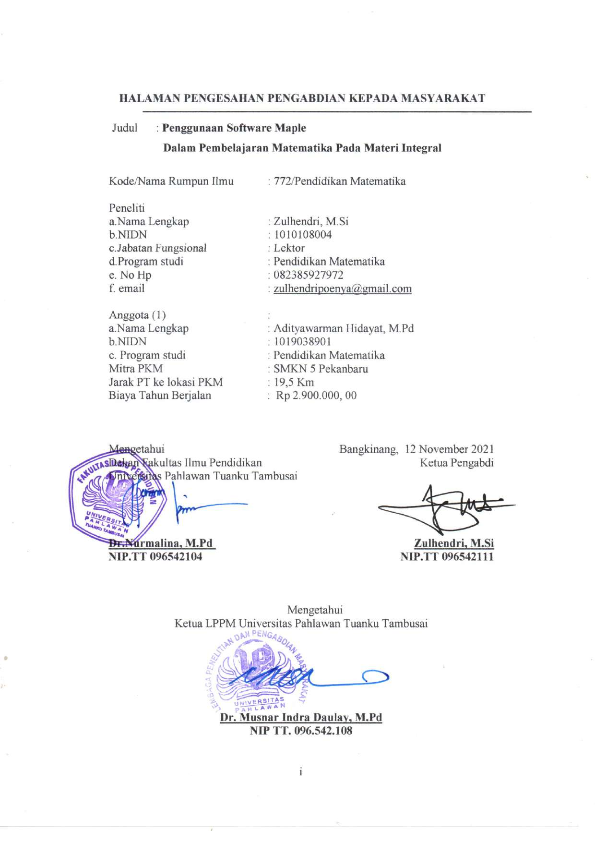 HALAMAN PENGESAHAN PENGABDIAN KEPADA MASYARAKAT
Judul : Penggunaan Software Maple
Dalam Pembelajaran Matematika Pada Materi Integral
Kode/Nama Rumpun Ilmu : 772/Pendidikan Matematika
Peneliti
a.Nama Lengkap : Zulhendri, M.Si
b.NIDN : 1010108004
c.Jabatan Fungsional : Lektor
d.Program studi : Pendidikan Matematika
e. No Hp : 082385927972
f. email : zulhendripoenya@gmail.com
Anggota (1) :
a.Nama Lengkap : Adityawarman Hidayat, M.Pd
b.NIDN : 1019038901
c. Program studi : Pendidikan Matematika
Mitra PKM : SMKN 5 Pekanbaru
Jarak PT ke lokasi PKM : 19,5 Km
Biaya Tahun Berjalan : Rp 2.900.000, 00
Mengetahui
Dekan Fakultas Ilmu Pendidikan
Universitas Pahlawan Tuanku Tambusai
FAKULTAS ILMU PENDIDIKAN
UNIVERSITAS
PAHLAWAN
TUANKU TAMBUSAI
Dr.Nurmalina, M.Pd
NIP.TT 096542104
Bangkinang, 12 November 2021
Ketua Pengabdi
Zulhendri, M.Si
NIP.TT 096542111
Mengetahui
Ketua LPPM Universitas Pahlawan Tuanku Tambusai
LEMBAGA PENELITIAN DAN PENGABDIAN MASYARAKAT
UNIVERSITAS
PAHLAWAN
Dr. Musnar Indra Daulay, M.Pd
NIP TT. 096.542.108
i